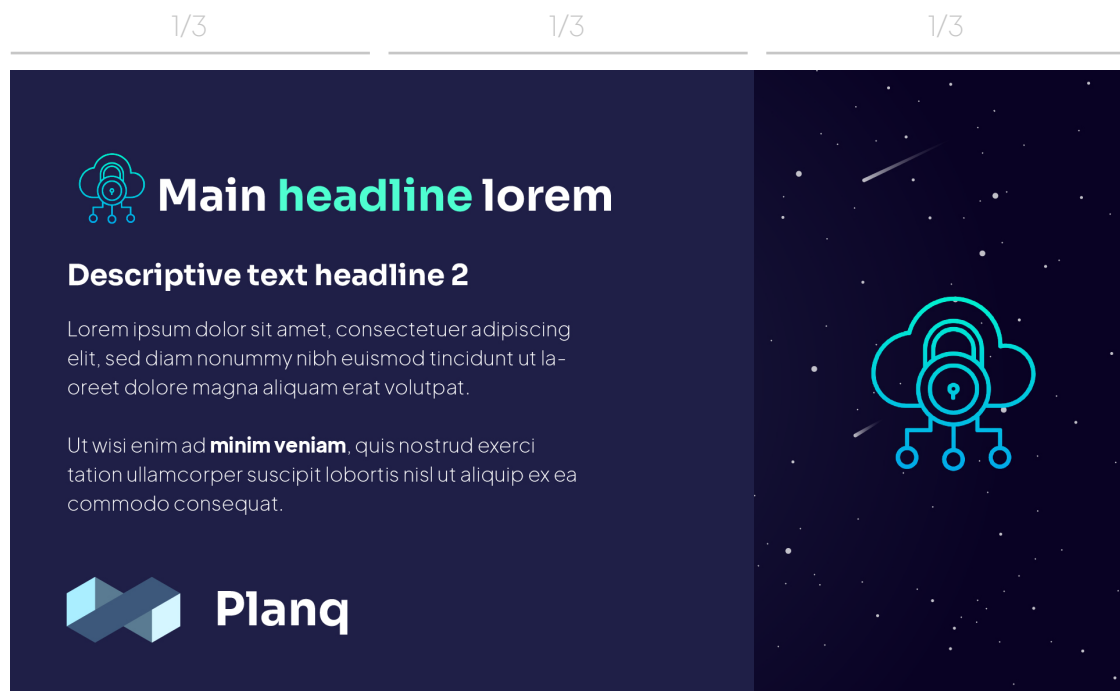 1/3 1/3 1/3
Main headline lorem
Descriptive text headline 2
Lorem ipsum dolor sit amet, consectetuer adipiscing
elit, sed diam nonummy nibh euismod tincidunt ut la-
oreet dolore magna aliquam erat volutpat.
Ut wisi enim ad minim veniam, quis nostrud exerci
tation ullamcorper suscipit lobortis nisl ut aliquip ex ea
commodo consequat.
Planq